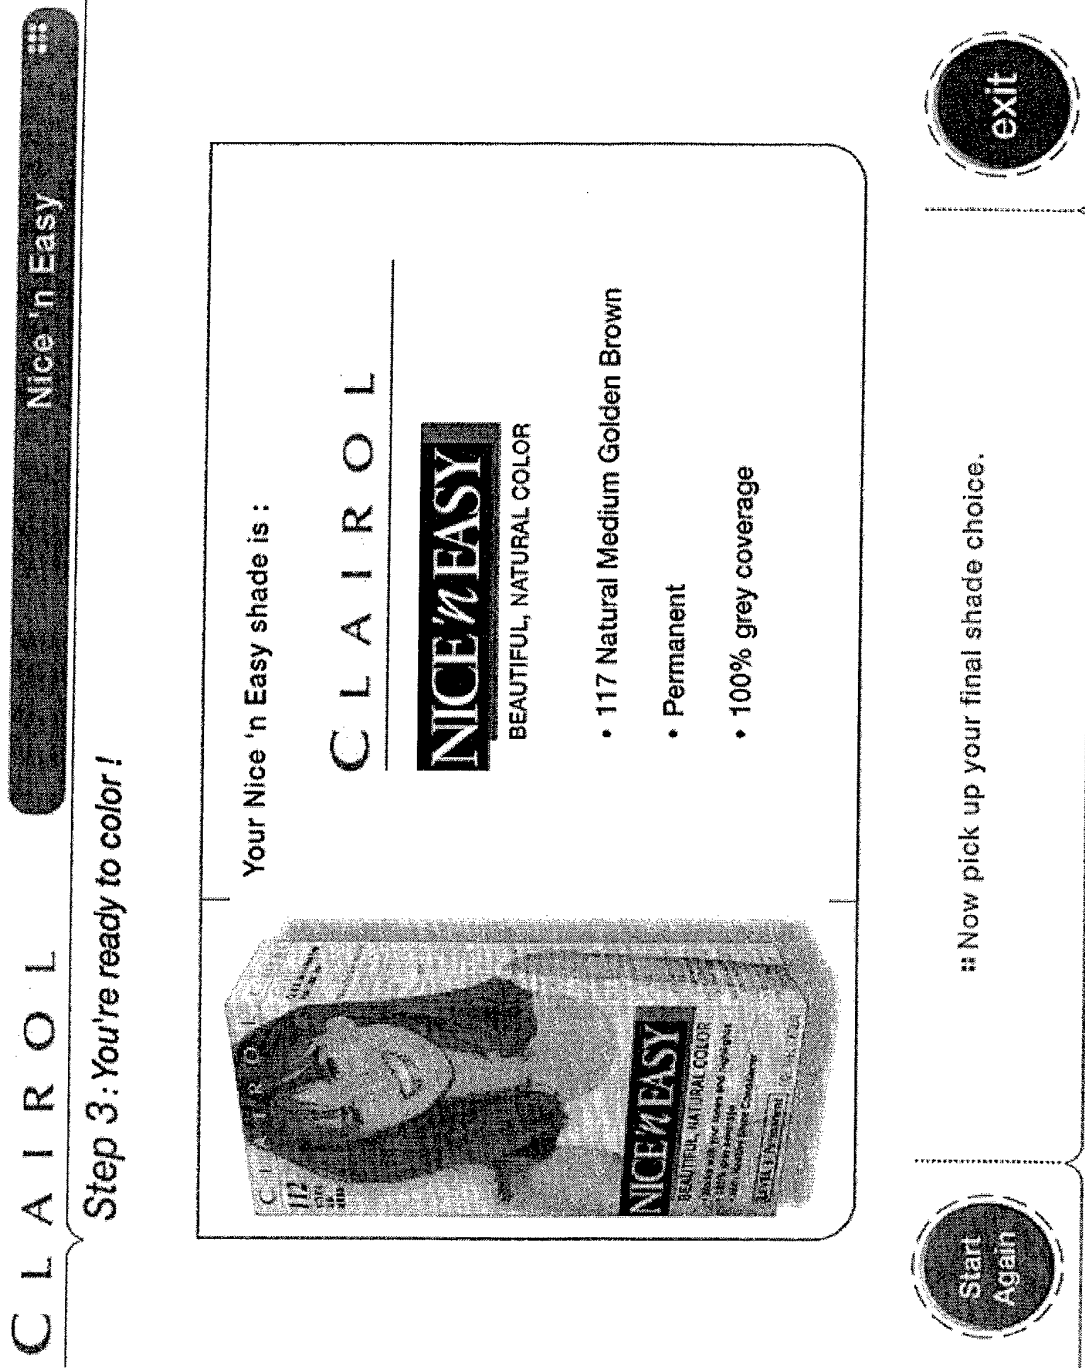 CLAIROL
Nice 'n Easy
Step 3 : You're ready to color !
CLAIROL
112
NICE'n EASY
BEAUTIFUL, NATURAL COLOR
Your Nice 'n Easy shade is :
CLAIROL
NICE'n EASY
BEAUTIFUL, NATURAL COLOR
• 117 Natural Medium Golden Brown
• Permanent
• 100% grey coverage
Start
Again
Now pick up your final shade choice.
exit